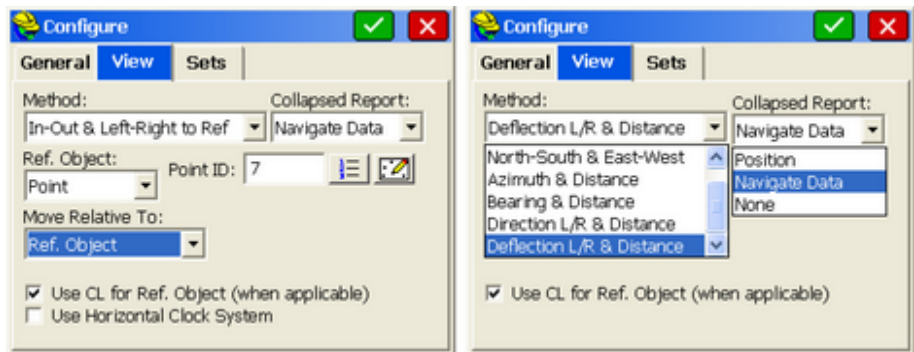 Configure
General View Sets
Method: Collapsed Report:
In-Out & Left-Right to Ref Navigate Data
Ref. Object:
Point Point ID: 7
Move Relative To:
Ref. Object
Use CL for Ref. Object (when applicable)
Use Horizontal Clock System
Configure
General View Sets
Method: Collapsed Report:
Deflection L/R & Distance Navigate Data
North-South & East-West Position
Azimuth & Distance Navigate Data
Bearing & Distance None
Direction L/R & Distance
Deflection L/R & Distance
Use CL for Ref. Object (when applicable)